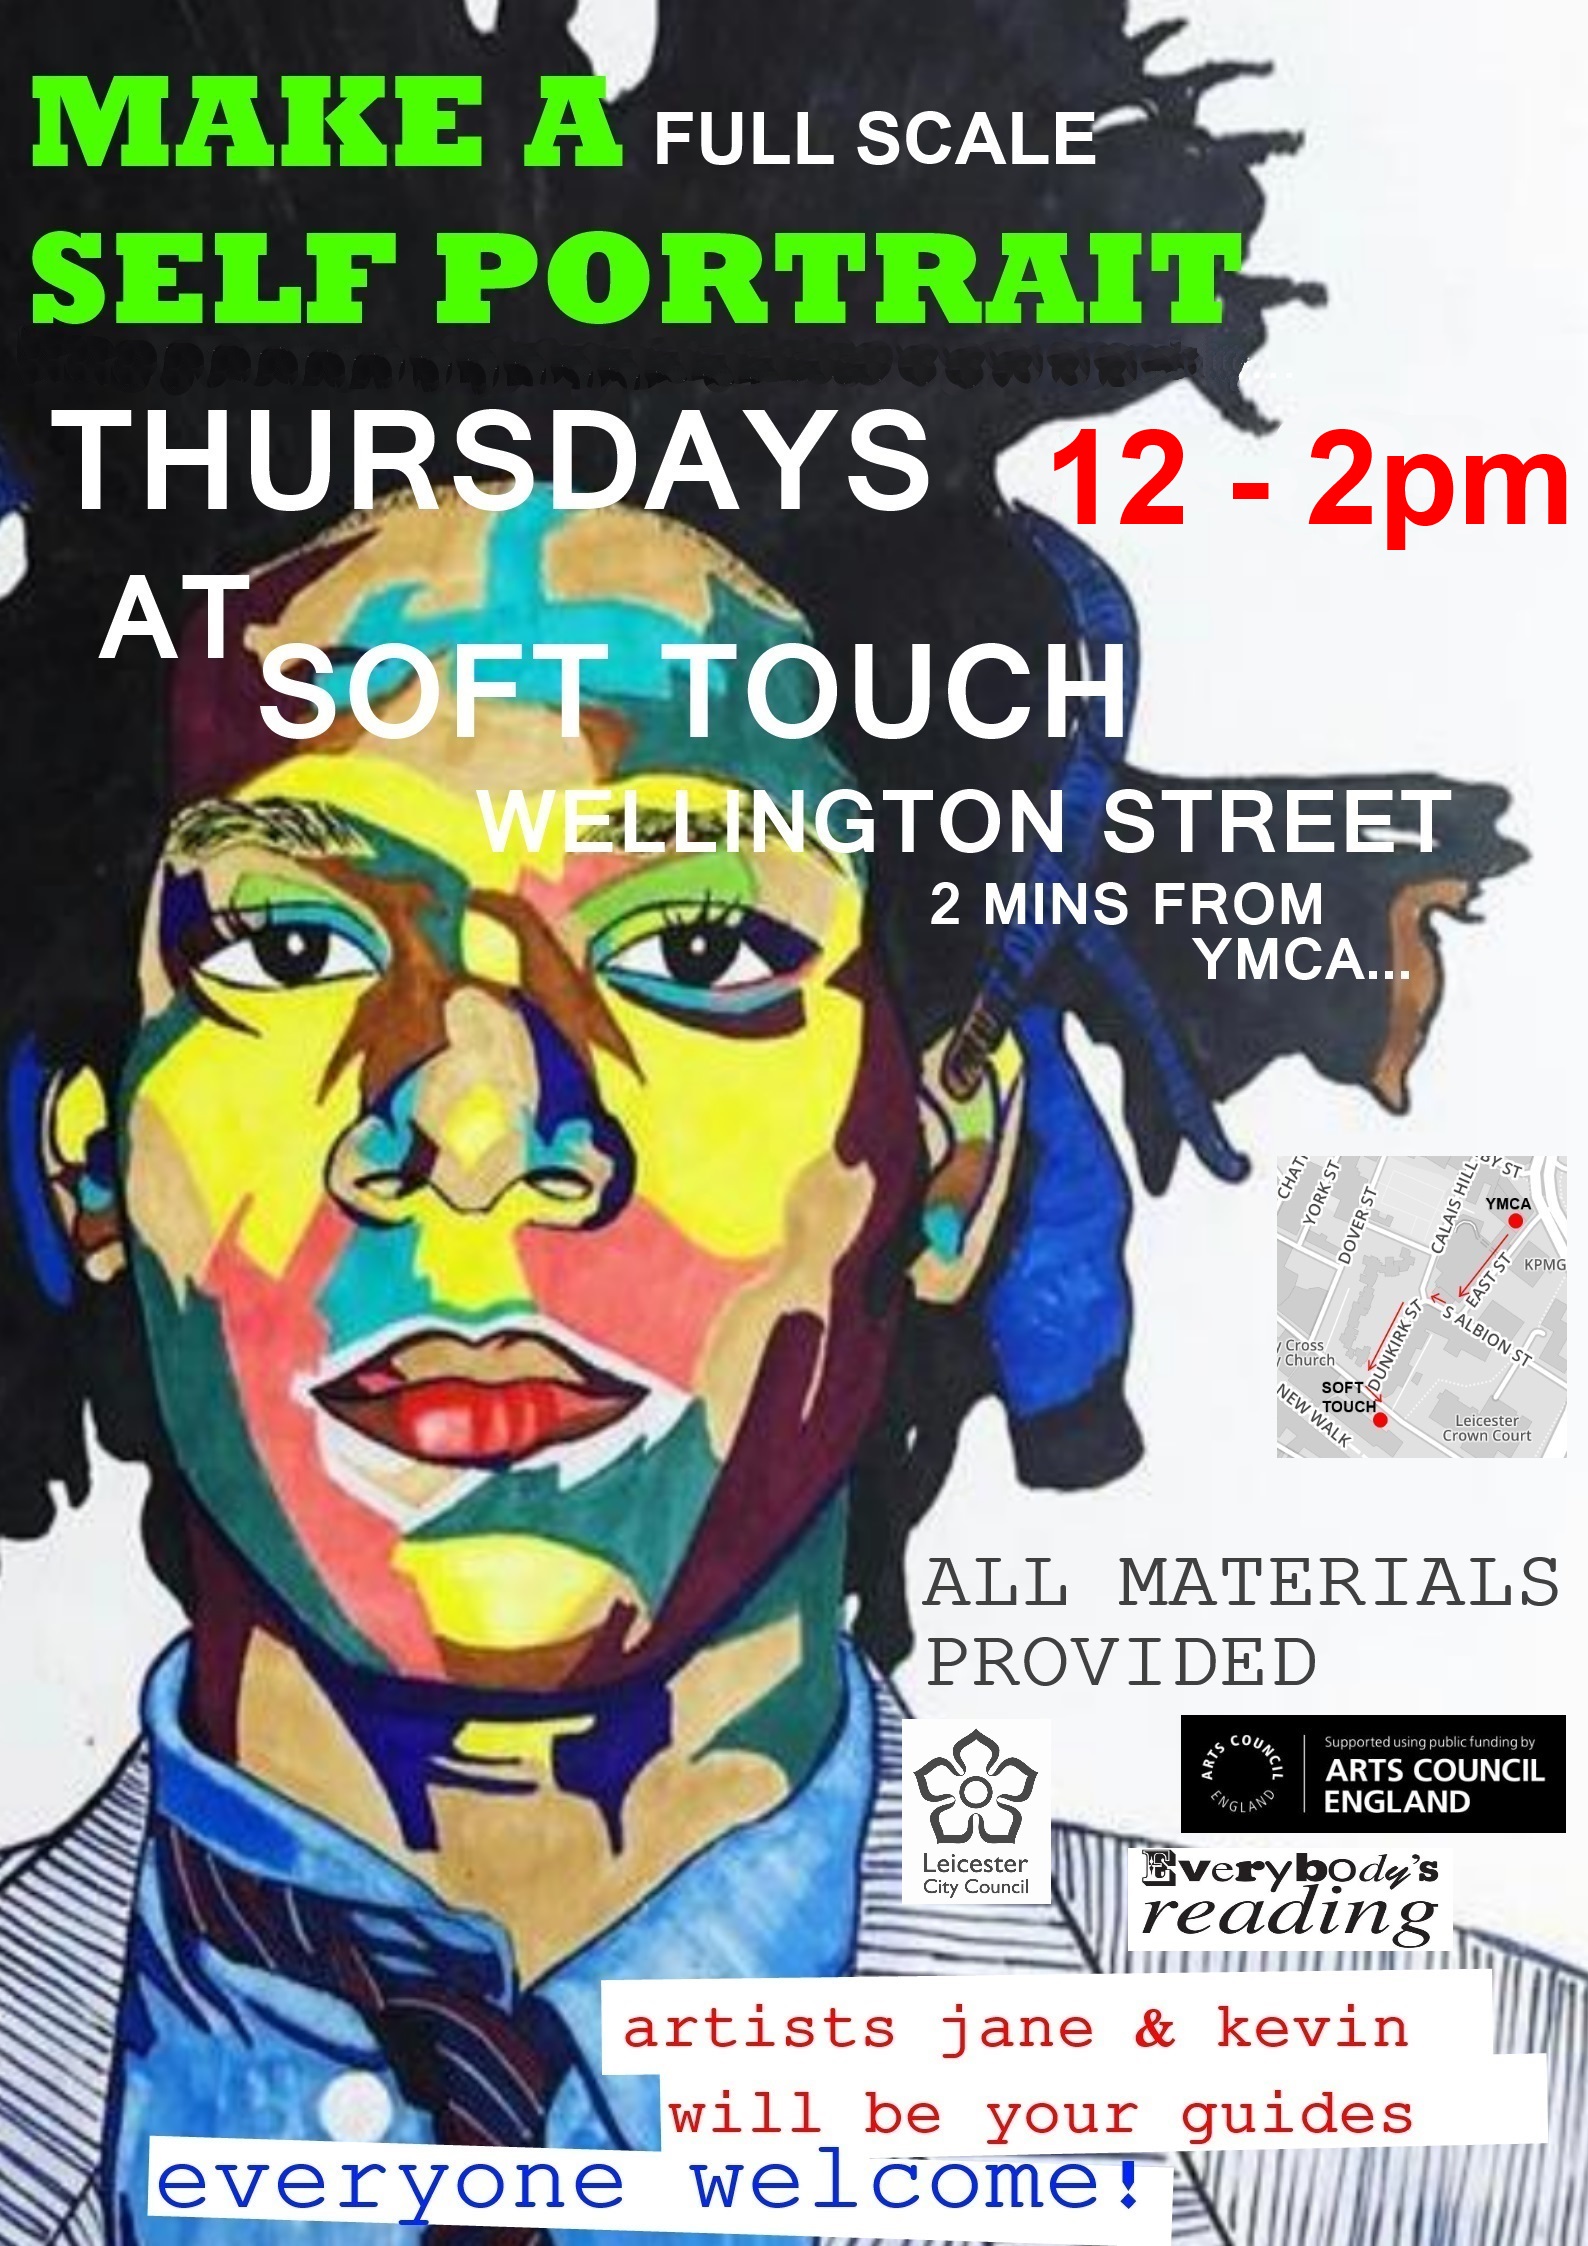 MAKE A FULL SCALE
SELF PORTRAIT
THURSDAYS 12 - 2pm
AT
SOFT TOUCH
WELLINGTON STREET
2 MINS FROM
YMCA...
YORK ST
DOVER ST
CALAIS HILL
YMCA
KPMG
EAST ST
S ALBION ST
DUNKIRK ST
Cross
Church
SOFT
TOUCH
NEW WALK
Leicester
Crown Court
ALL MATERIALS
PROVIDED
Leicester
City Council
ARTS COUNCIL
ENGLAND
Supported using public funding by
ARTS COUNCIL
ENGLAND
Everybody's
reading
artists jane & kevin
will be your guides
everyone welcome!